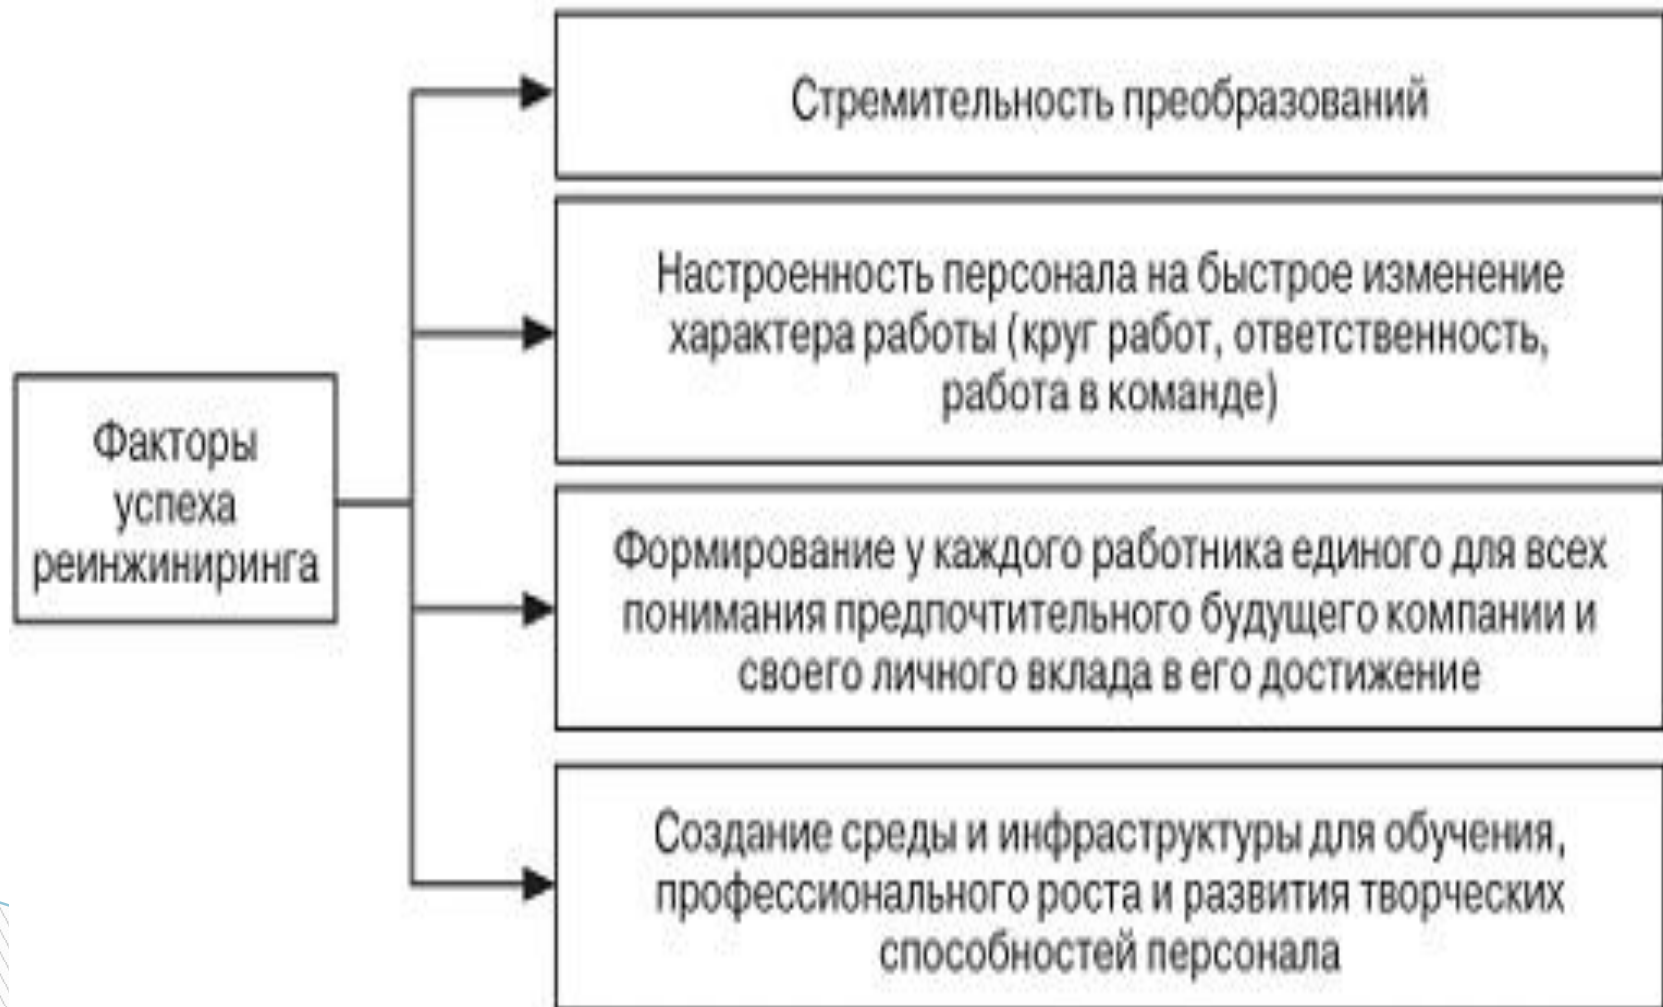 Факторы
успеха
реинжиниринга
Стремительность преобразований
Настроенность персонала на быстрое изменение
характера работы (круг работ, ответственность,
работа в команде)
Формирование у каждого работника единого для всех
понимания предпочтительного будущего компании и
своего личного вклада в его достижение
Создание среды и инфраструктуры для обучения,
профессионального роста и развития творческих
способностей персонала